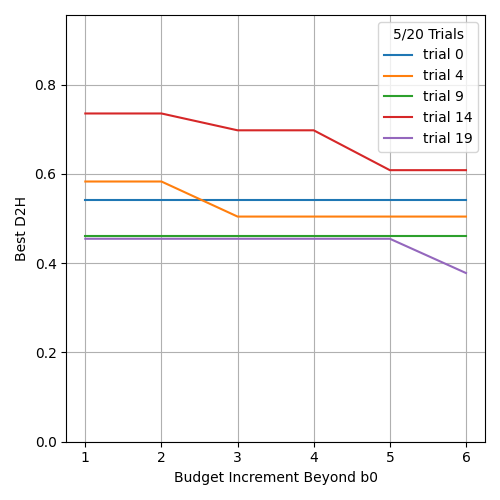 5/20 Trials
trial 0
trial 4
trial 9
trial 14
trial 19
Best D2H
0.8
0.6
0.4
0.2
0.0
1 2 3 4 5 6
Budget Increment Beyond b0